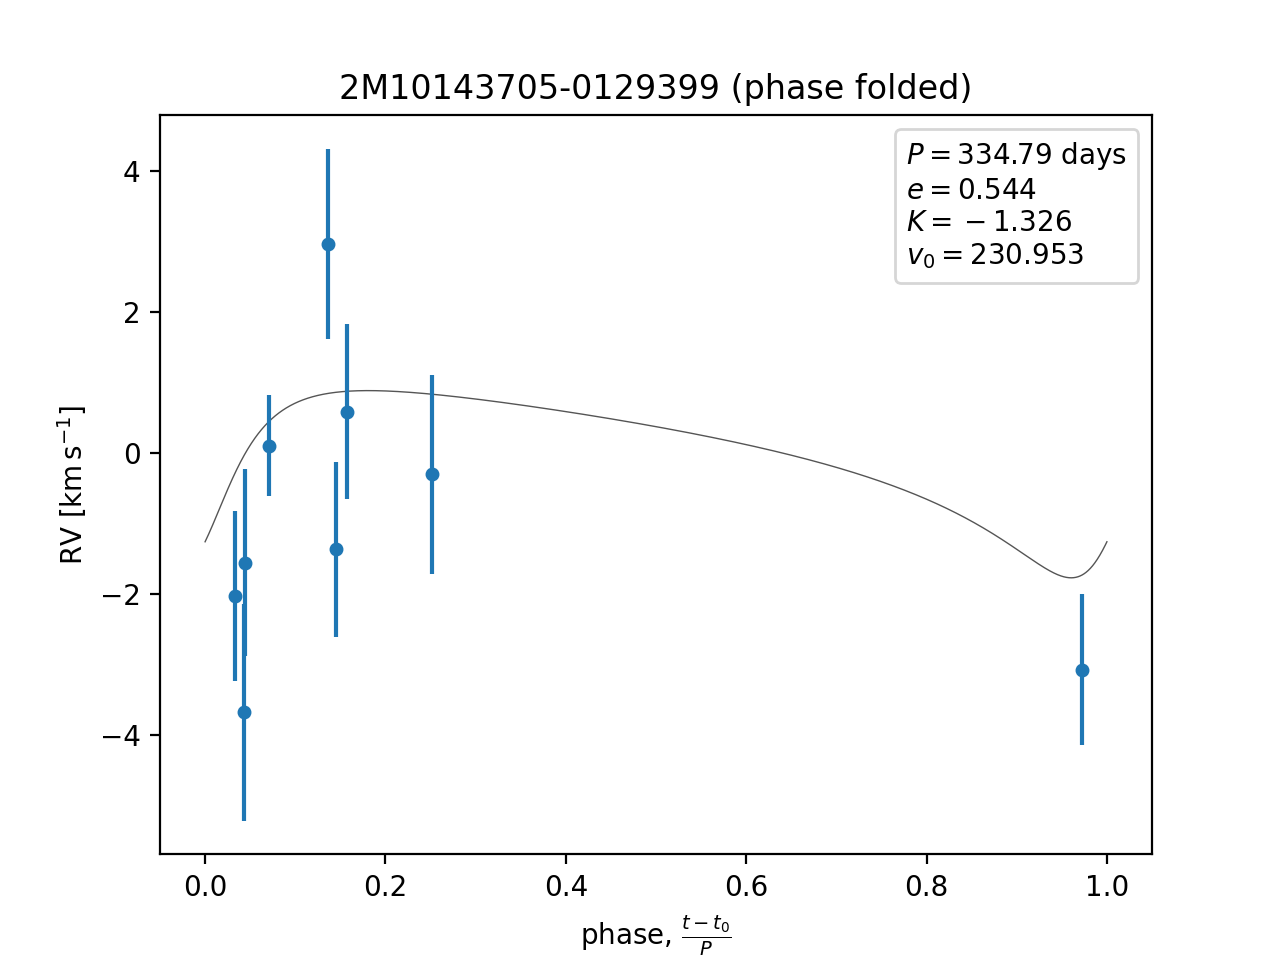 2M10143705-0129399 (phase folded)
P = 334.79 days
e = 0.544
K = −1.326
v₀ = 230.953
RV [km s⁻¹]
4
2
0
−2
−4
0.0 0.2 0.4 0.6 0.8 1.0
phase, (t − t₀)/P